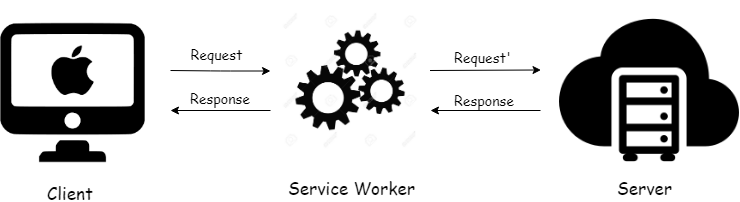 Request
Response
Request'
Response
Client
Service Worker
Server